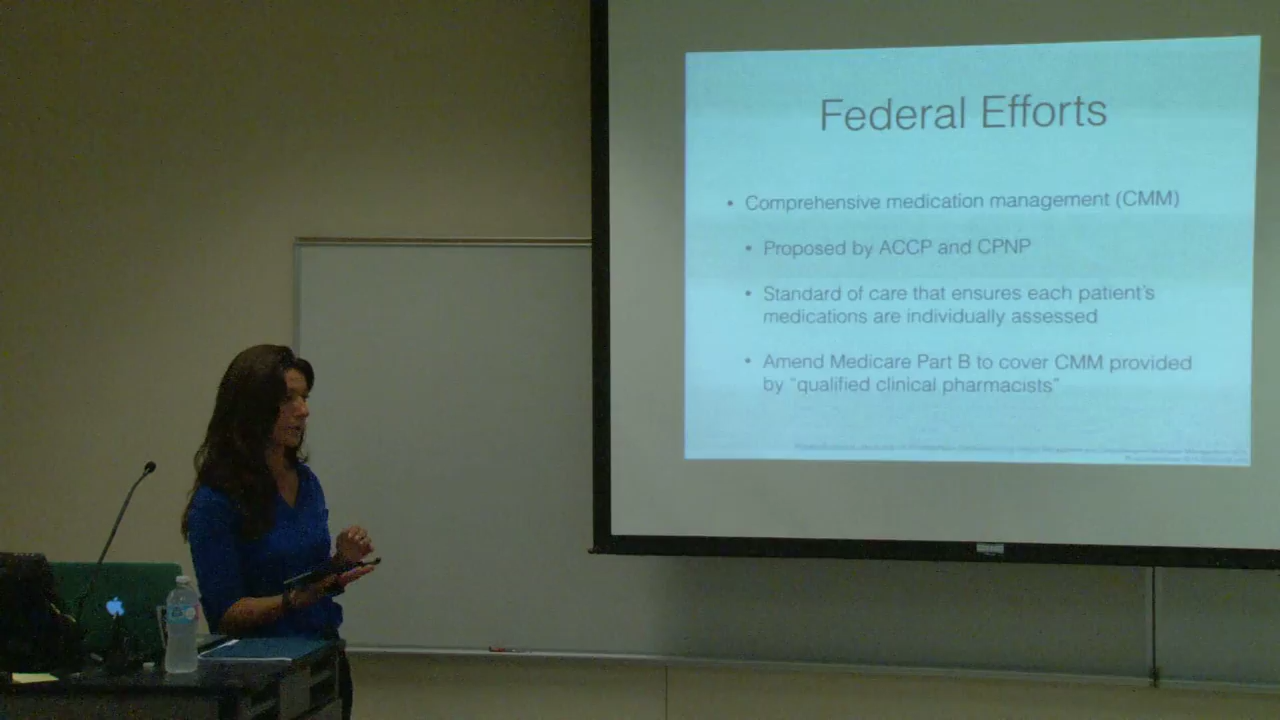 Federal Efforts
• Comprehensive medication management (CMM)
• Proposed by ACCP and CPNP
• Standard of care that ensures each patient's
medications are individually assessed
• Amend Medicare Part B to cover CMM provided
by “qualified clinical pharmacists”